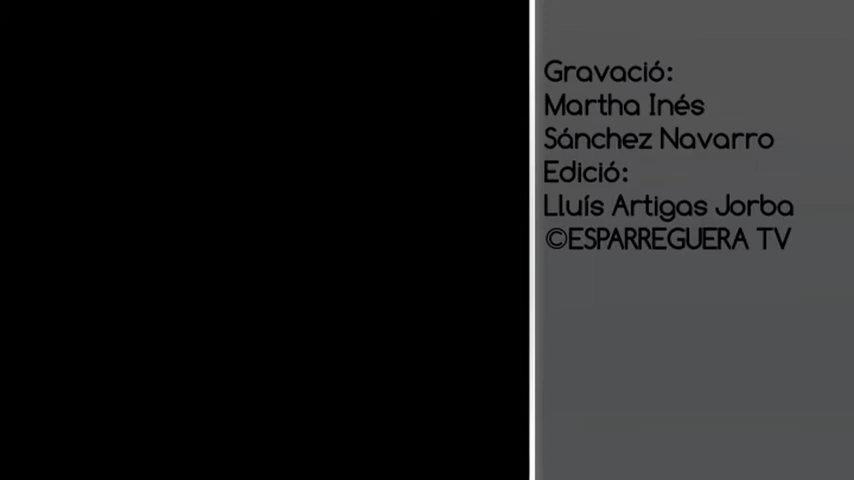 Gravació:
Martha Inés
Sánchez Navarro
Edició:
Lluís Artigas Jorba
©ESPARREGUERA TV